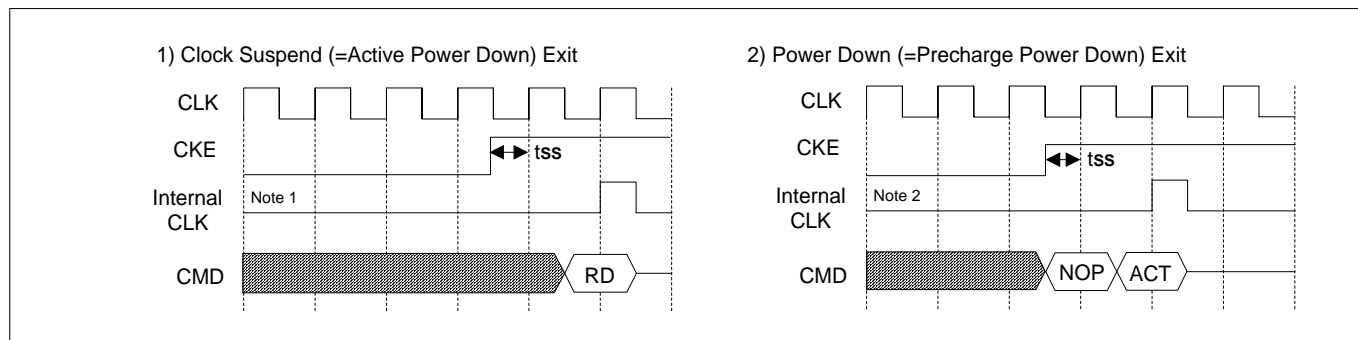 1) Clock Suspend (=Active Power Down) Exit
CLK
CKE
tss
Internal
CLK
Note 1
CMD
RD
2) Power Down (=Precharge Power Down) Exit
CLK
CKE
tss
Internal
CLK
Note 2
CMD
NOP
ACT